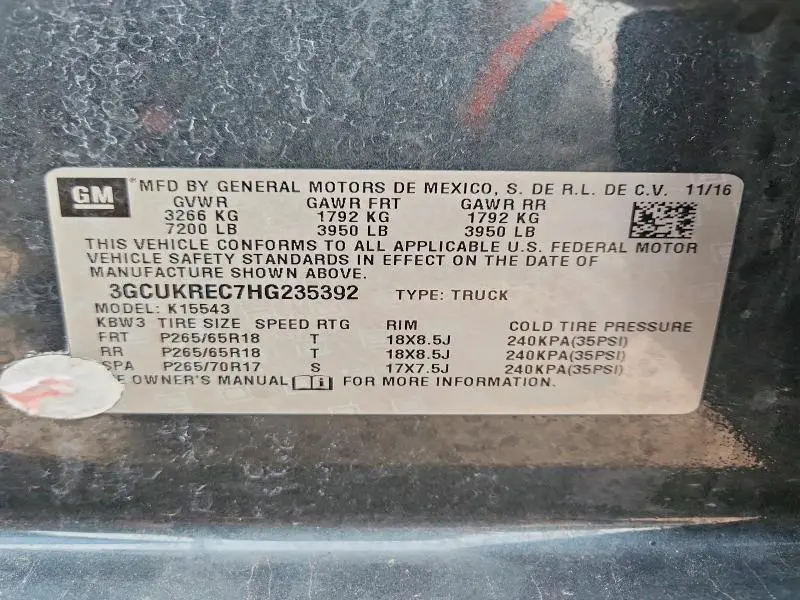 GM *MFD BY GENERAL MOTORS DE MEXICO, S. DE R.L. DE C.V. 11/16
GVWR GAWR FRT GAWR RR
3266 KG 1792 KG 1792 KG
7200 LB 3950 LB 3950 LB
THIS VEHICLE CONFORMS TO ALL APPLICABLE U.S. FEDERAL MOTOR
VEHICLE SAFETY STANDARDS IN EFFECT ON THE DATE OF
MANUFACTURE SHOWN ABOVE.
3GCUKREC7HG235392 TYPE: TRUCK
MODEL: K15543
KBW3 TIRE SIZE SPEED RTG RIM COLD TIRE PRESSURE
FRT P265/65R18 T 18X8.5J 240KPA(35PSI)
RR P265/65R18 T 18X8.5J 240KPA(35PSI)
SPA P265/70R17 S 17X7.5J 240KPA(35PSI)
OWNER'S MANUAL FOR MORE INFORMATION.